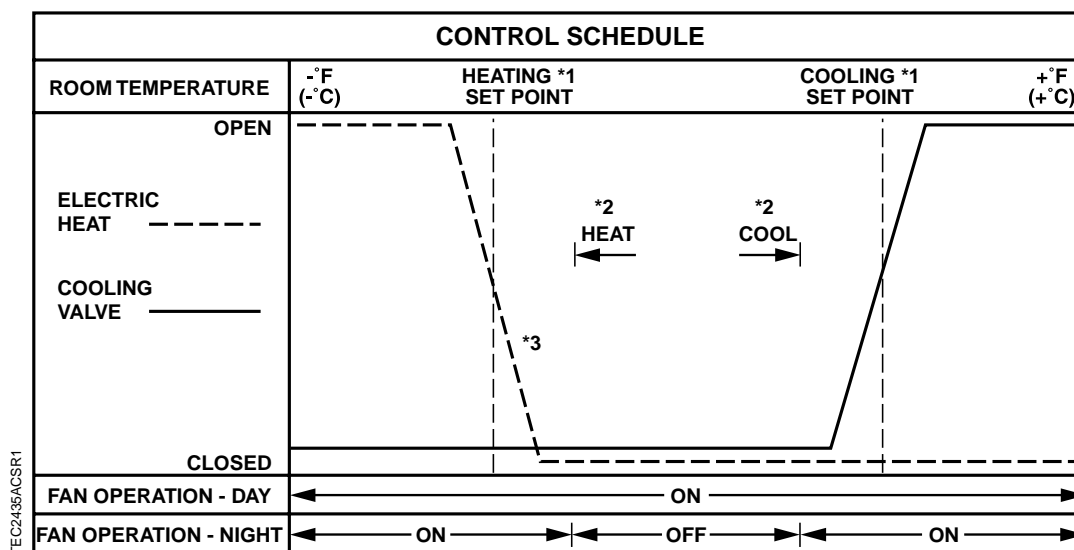 CONTROL SCHEDULE
ROOM TEMPERATURE
-°F
(-°C)
HEATING *1
SET POINT
COOLING *1
SET POINT
+°F
(+°C)
OPEN
ELECTRIC
HEAT
COOLING
VALVE
CLOSED
*2
HEAT
*2
COOL
*3
FAN OPERATION - DAY
ON
FAN OPERATION - NIGHT
ON
OFF
ON
TEC2435ACSR1